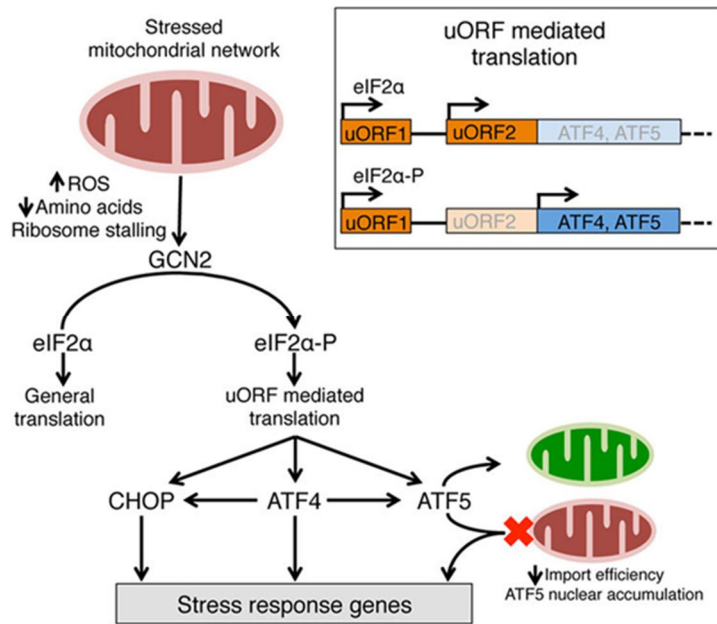 Stressed
mitochondrial network
↑ ROS
↓ Amino acids
Ribosome stalling
GCN2
eIF2α
eIF2α-P
General
translation
uORF mediated
translation
CHOP
ATF4
ATF5
Stress response genes
↓ Import efficiency
ATF5 nuclear accumulation
uORF mediated
translation
eIF2α
uORF1 uORF2 ATF4, ATF5
eIF2α-P
uORF1 uORF2 ATF4, ATF5